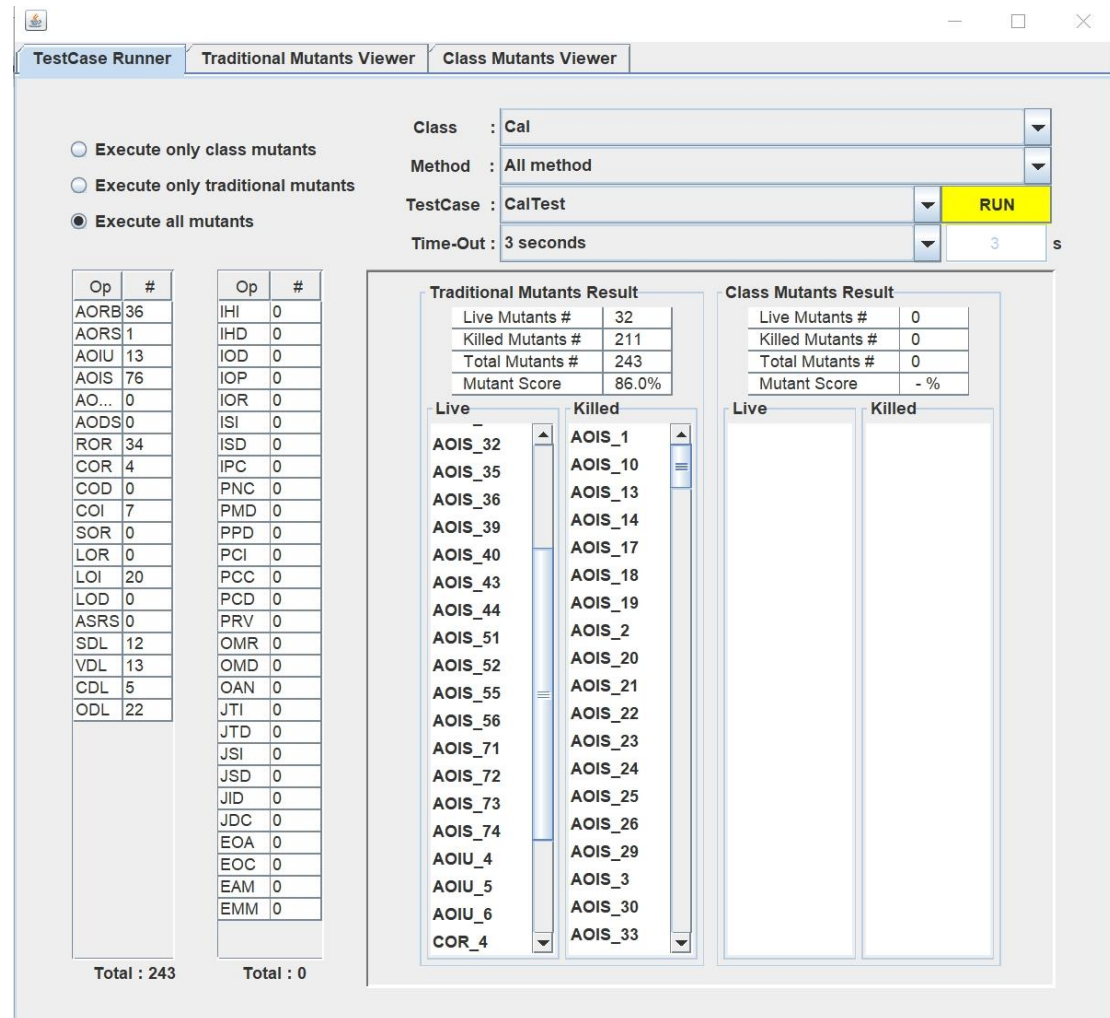 TestCase Runner Traditional Mutants Viewer Class Mutants Viewer
Execute only class mutants
Execute only traditional mutants
Execute all mutants
Class : Cal
Method : All method
TestCase : CalTest RUN
Time-Out : 3 seconds 3 s
Op #
AORB 36
AORS 1
AOIU 13
AOIS 76
AO... 0
AODS 0
ROR 34
COR 4
COD 0
COI 7
SOR 0
LOR 0
LOI 20
LOD 0
ASRS 0
SDL 12
VDL 13
CDL 5
ODL 22
Total : 243
Op #
IHI 0
IHD 0
IOD 0
IOP 0
IOR 0
ISI 0
ISD 0
IPC 0
PNC 0
PMD 0
PPD 0
PCI 0
PCC 0
PCD 0
PRV 0
OMR 0
OMD 0
OAN 0
JTI 0
JTD 0
JSI 0
JSD 0
JID 0
JDC 0
EOA 0
EOC 0
EAM 0
EMM 0
Total : 0
Traditional Mutants Result
Live Mutants # 32
Killed Mutants # 211
Total Mutants # 243
Mutant Score 86.0%
Live
AOIS_32
AOIS_35
AOIS_36
AOIS_39
AOIS_40
AOIS_43
AOIS_44
AOIS_51
AOIS_52
AOIS_55
AOIS_56
AOIS_71
AOIS_72
AOIS_73
AOIS_74
AOIU_4
AOIU_5
AOIU_6
COR_4
Killed
AOIS_1
AOIS_10
AOIS_13
AOIS_14
AOIS_17
AOIS_18
AOIS_19
AOIS_2
AOIS_20
AOIS_21
AOIS_22
AOIS_23
AOIS_24
AOIS_25
AOIS_26
AOIS_29
AOIS_3
AOIS_30
AOIS_33
Class Mutants Result
Live Mutants # 0
Killed Mutants # 0
Total Mutants # 0
Mutant Score - %
Live
Killed